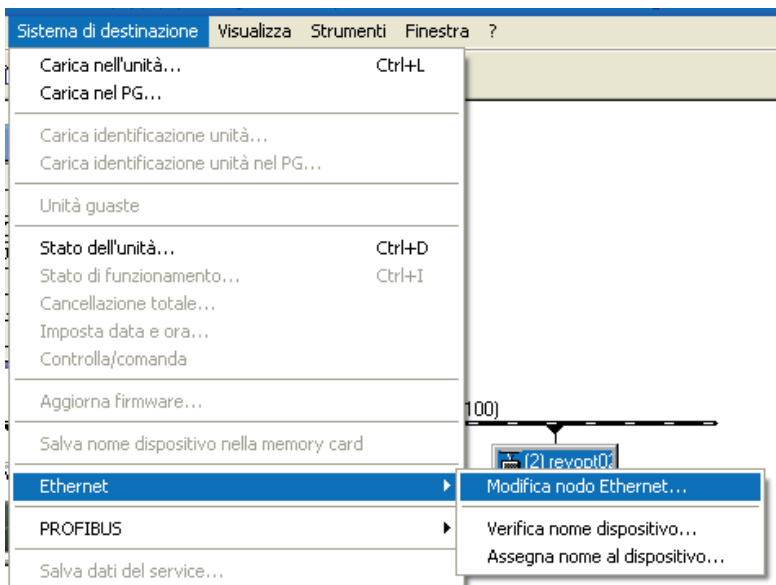 Sistema di destinazione Visualizza Strumenti Finestra ?
Carica nell'unità... Ctrl+L
Carica nel PG...
Carica identificazione unità...
Carica identificazione unità nel PG...
Unità guaste
Stato dell'unità... Ctrl+D
Stato di funzionamento... Ctrl+I
Cancellazione totale...
Imposta data e ora...
Controlla/comanda
Aggiorna firmware...
100)
Salva nome dispositivo nella memory card
(2) revopt02
Ethernet
Modifica nodo Ethernet...
PROFIBUS
Verifica nome dispositivo...
Assegna nome al dispositivo...
Salva dati del service...